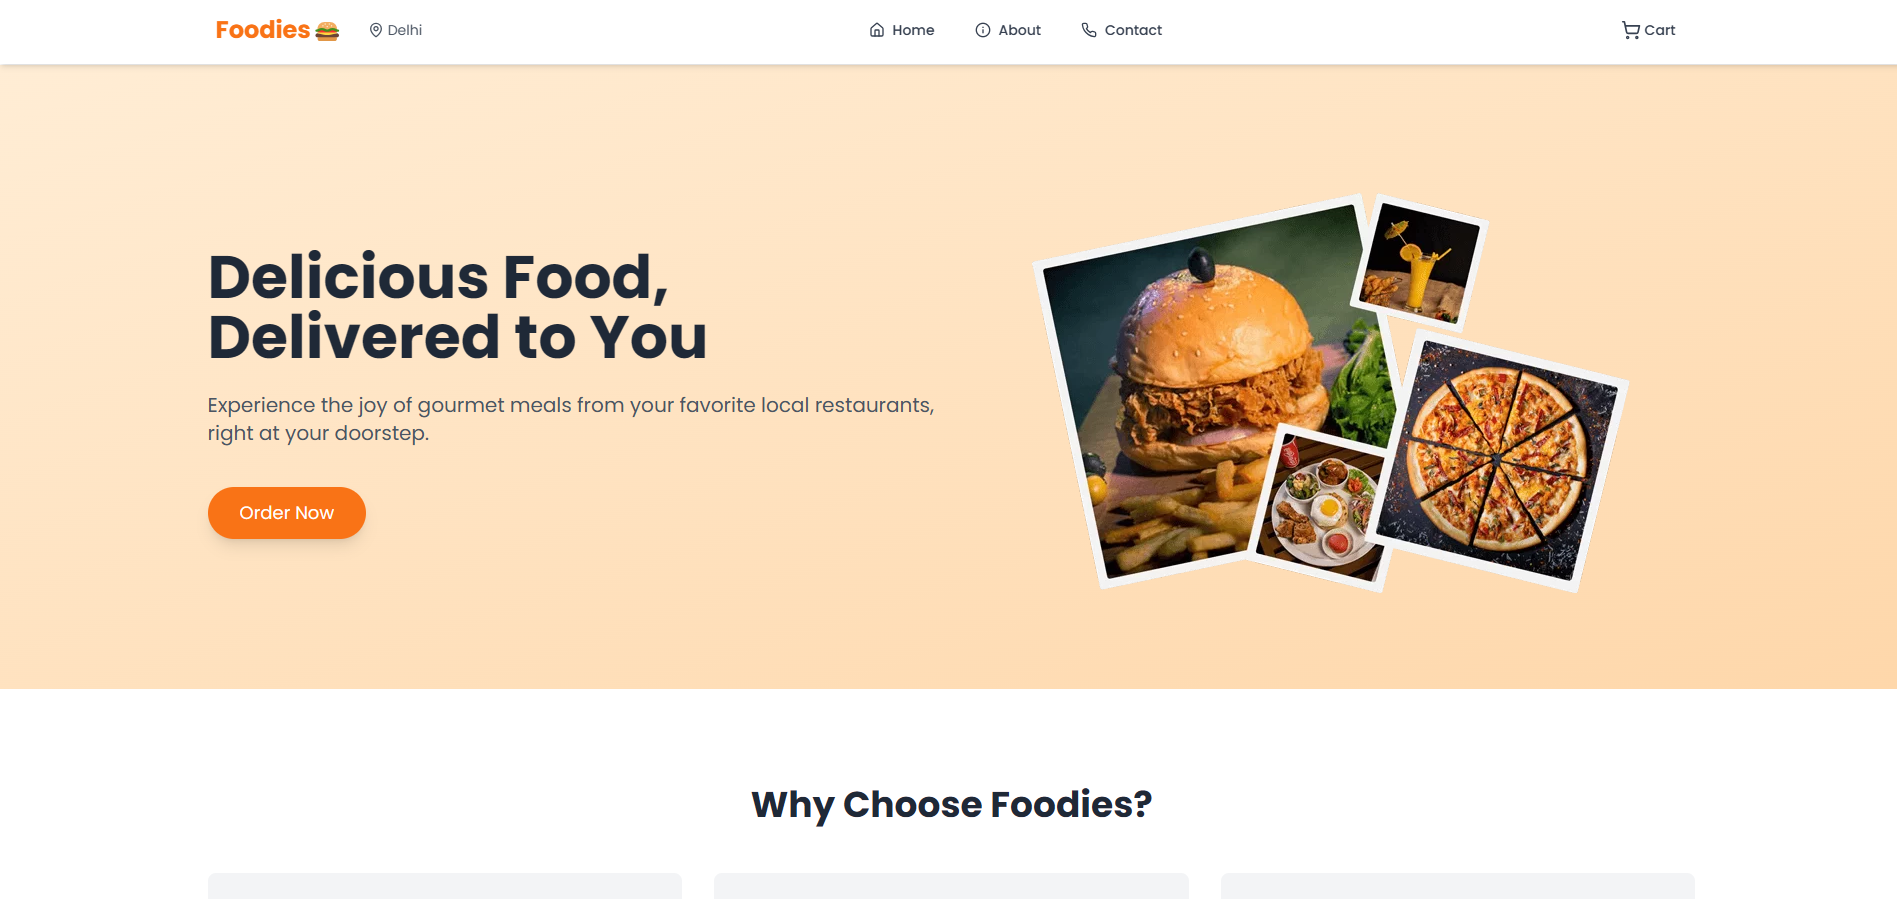 Foodies
Delhi
Home
About
Contact
Cart
Delicious Food,
Delivered to You
Experience the joy of gourmet meals from your favorite local restaurants,
right at your doorstep.
Order Now
Why Choose Foodies?